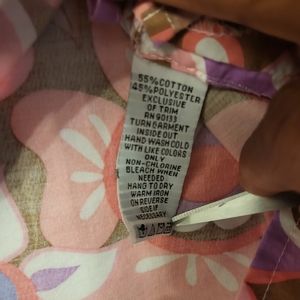 55% COTTON
45% POLYESTER
EXCLUSIVE
OF TRIM
RN 90133
TURN GARMENT
INSIDE OUT
HAND WASH COLD
WITH LIKE COLORS
ONLY
NON-CHLORINE
BLEACH WHEN
NEEDED
HANG TO DRY
WARM IRON
ON REVERSE
SIDE IF
NECESSARY